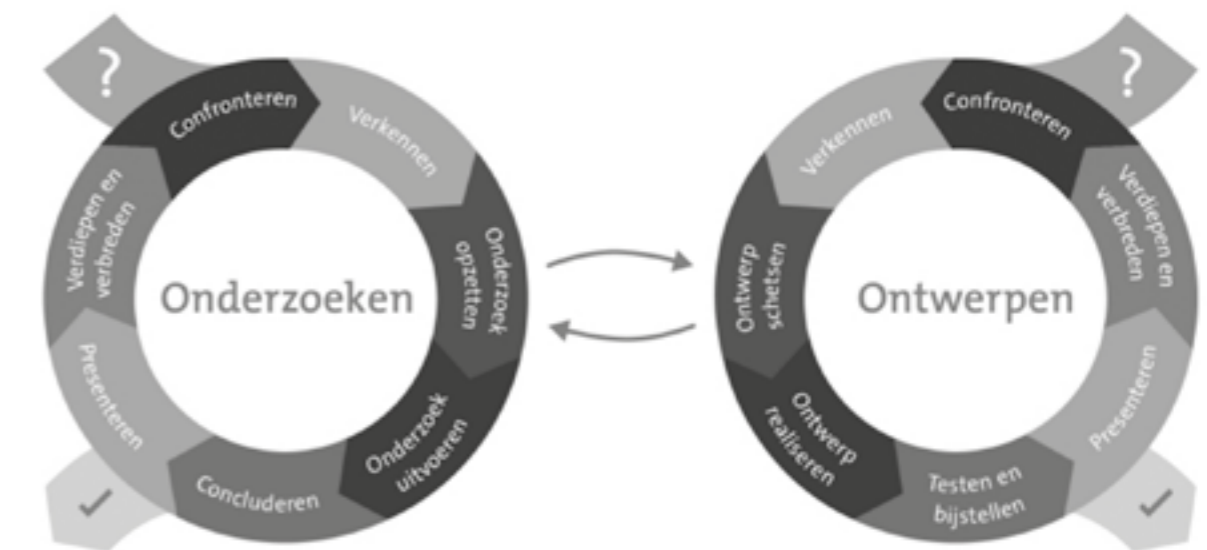 ?
Confronteren
Verkennen
Onderzoek
opzetten
Onderzoek
uitvoeren
Concluderen
Presenteren
Verdiepen en
verbreden
Onderzoeken
?
Confronteren
Verkennen
Ontwerp
schetsen
Ontwerp
realiseren
Testen en
bijstellen
Presenteren
Verdiepen en
verbreden
Ontwerpen